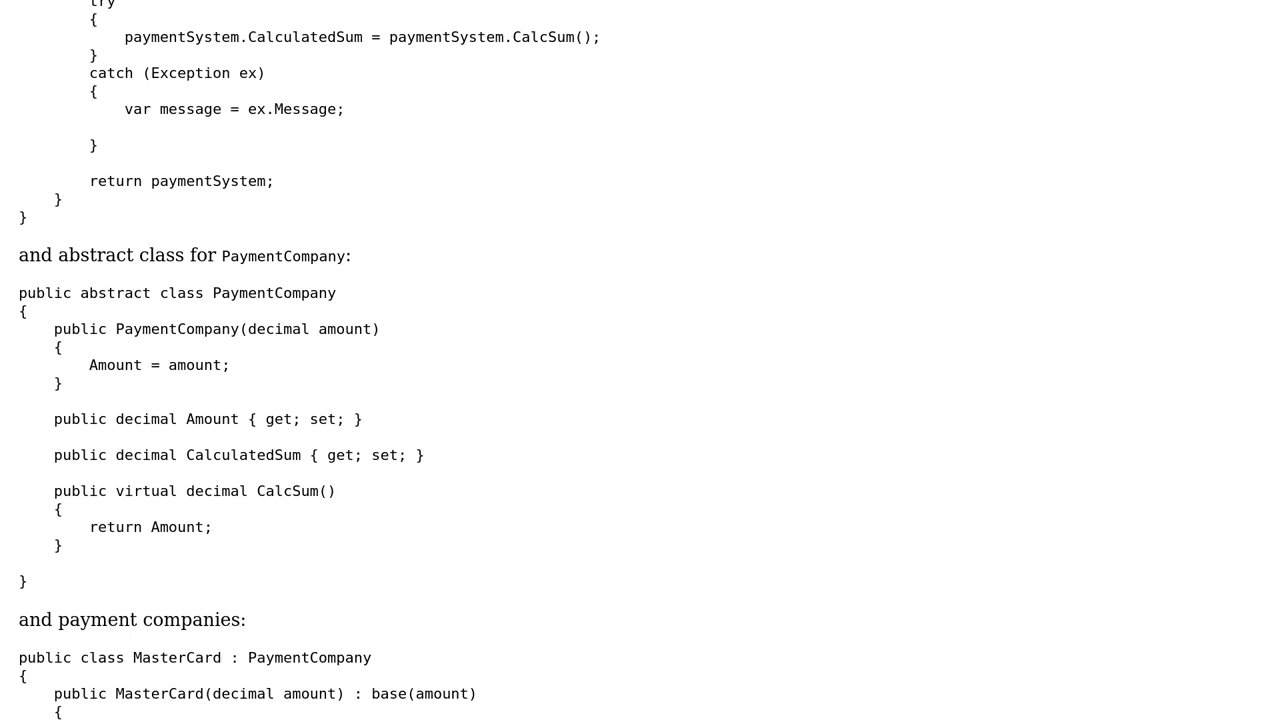 try
{
paymentSystem.CalculatedSum = paymentSystem.CalcSum();
}
catch (Exception ex)
{
var message = ex.Message;
}
return paymentSystem;
}
}
and abstract class for PaymentCompany:
public abstract class PaymentCompany
{
public PaymentCompany(decimal amount)
{
Amount = amount;
}
public decimal Amount { get; set; }
public decimal CalculatedSum { get; set; }
public virtual decimal CalcSum()
{
return Amount;
}
}
and payment companies:
public class MasterCard : PaymentCompany
{
public MasterCard(decimal amount) : base(amount)
{